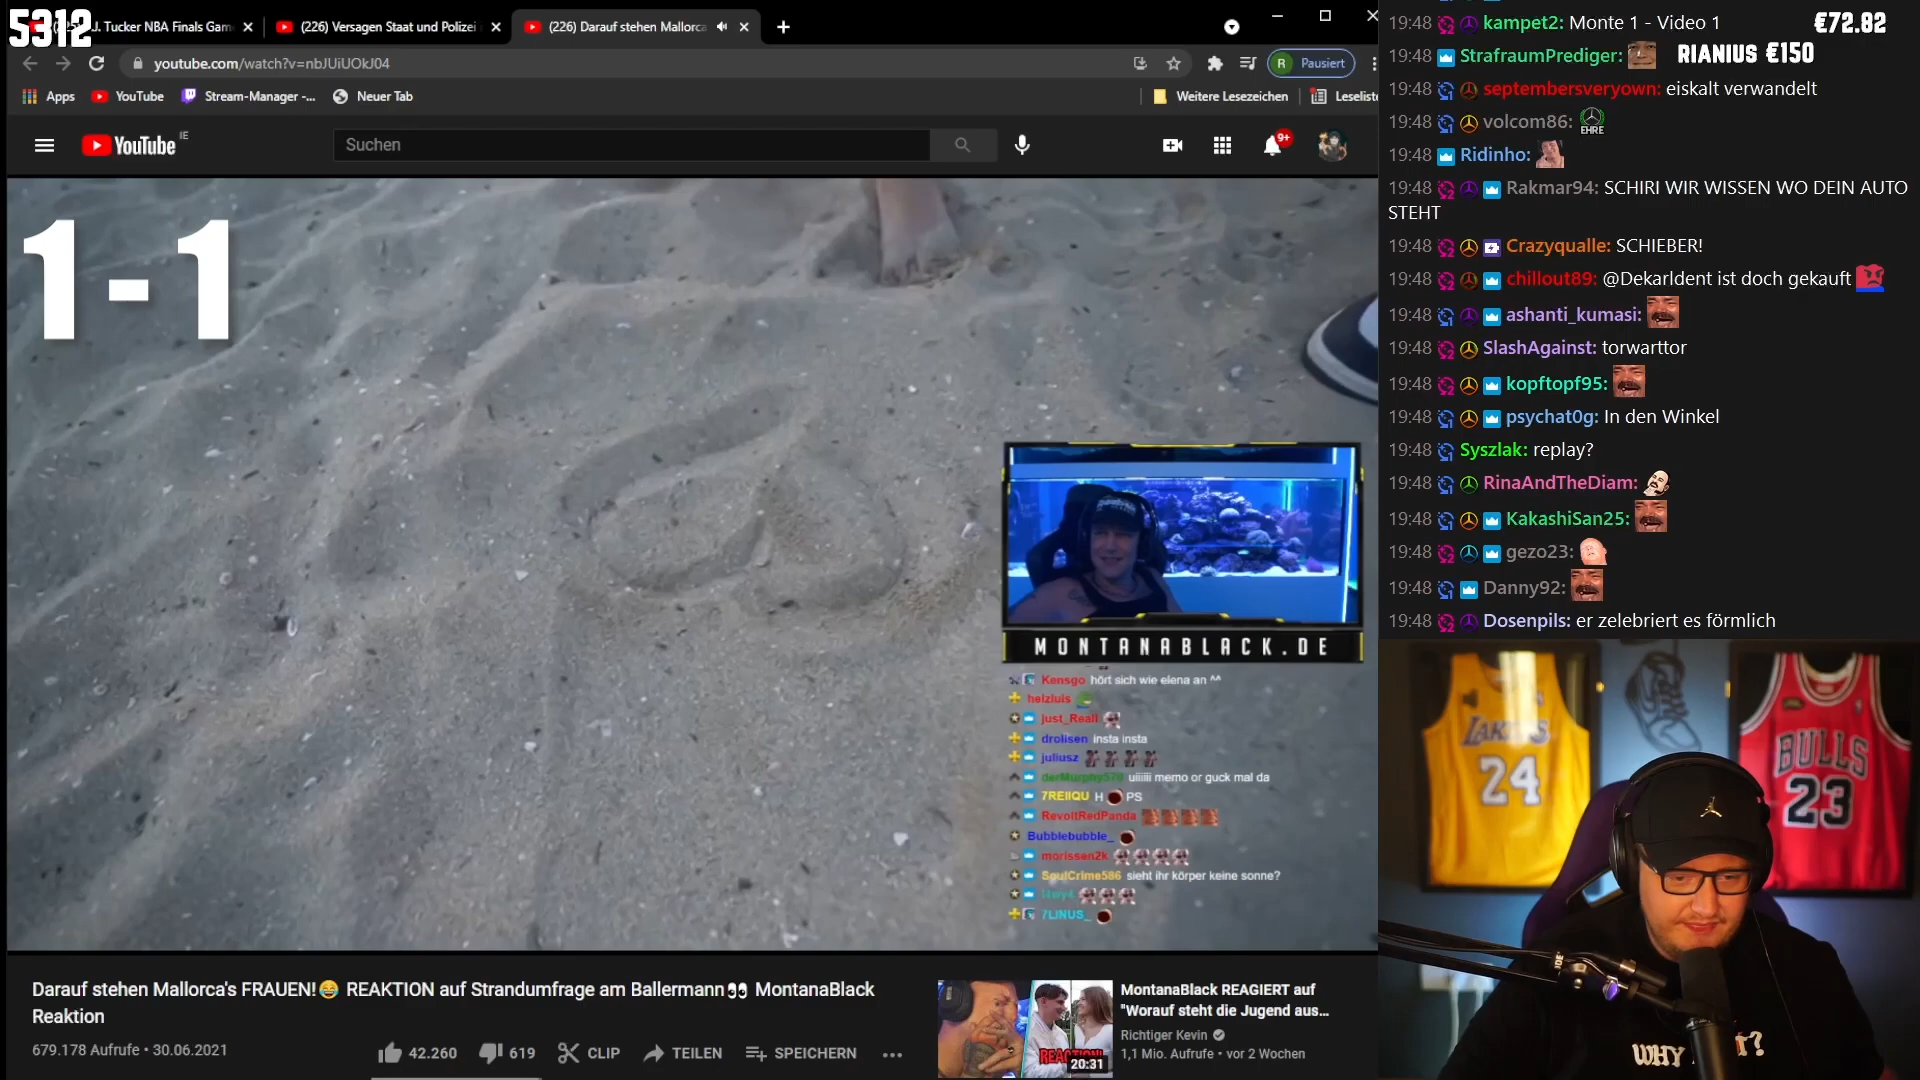 5312
J. Tucker NBA Finals Gam
(226) Versagen Staat und Polizei
(226) Darauf stehen Mallorca
youtube.com/watch?v=nbJUiUOkJ04
R Pausiert
Apps
YouTube
Stream-Manager -...
Neuer Tab
Weitere Lesezeichen
Leseliste
YouTube IE
Suchen
9+
1-1
MONTANABLACK.DE
Kensgo hört sich wie elena an ^^
helziuis
just_Reall
drolisen insta insta
juliusz
derMurphy570 uiiiiii memo or guck mal da
7REIIQU H PS
RevoltRedPanda
Bubblebubble_
morissen2k
SoulCrime586 sieht ihr körper keine sonne?
7LINUS_
Darauf stehen Mallorca's FRAUEN!😂 REAKTION auf Strandumfrage am Ballermann👀 MontanaBlack
Reaktion
679.178 Aufrufe • 30.06.2021
42.260
619
CLIP
TEILEN
SPEICHERN
REACTION!
20:31
MontanaBlack REAGIERT auf
"Worauf steht die Jugend aus...
Richtiger Kevin
1,1 Mio. Aufrufe • vor 2 Wochen
19:48 kampet2: Monte 1 - Video 1
€72.82
19:48 StrafraumPrediger:
RIANIUS €150
19:48 septembersveryown: eiskalt verwandelt
19:48 volcom86: EHRE
19:48 Ridinho:
19:48 Rakmar94: SCHIRI WIR WISSEN WO DEIN AUTO
STEHT
19:48 Crazyqualle: SCHIEBER!
19:48 chillout89: @Dekarldent ist doch gekauft
19:48 ashanti_kumasi:
19:48 SlashAgainst: torwarttor
19:48 kopftopf95:
19:48 psychat0g: In den Winkel
19:48 Syszlak: replay?
19:48 RinaAndTheDiam:
19:48 KakashiSan25:
19:48 gezo23:
19:48 Danny92:
19:48 Dosenpils: er zelebriert es förmlich
LAKERS
24
BULLS
23
WHY